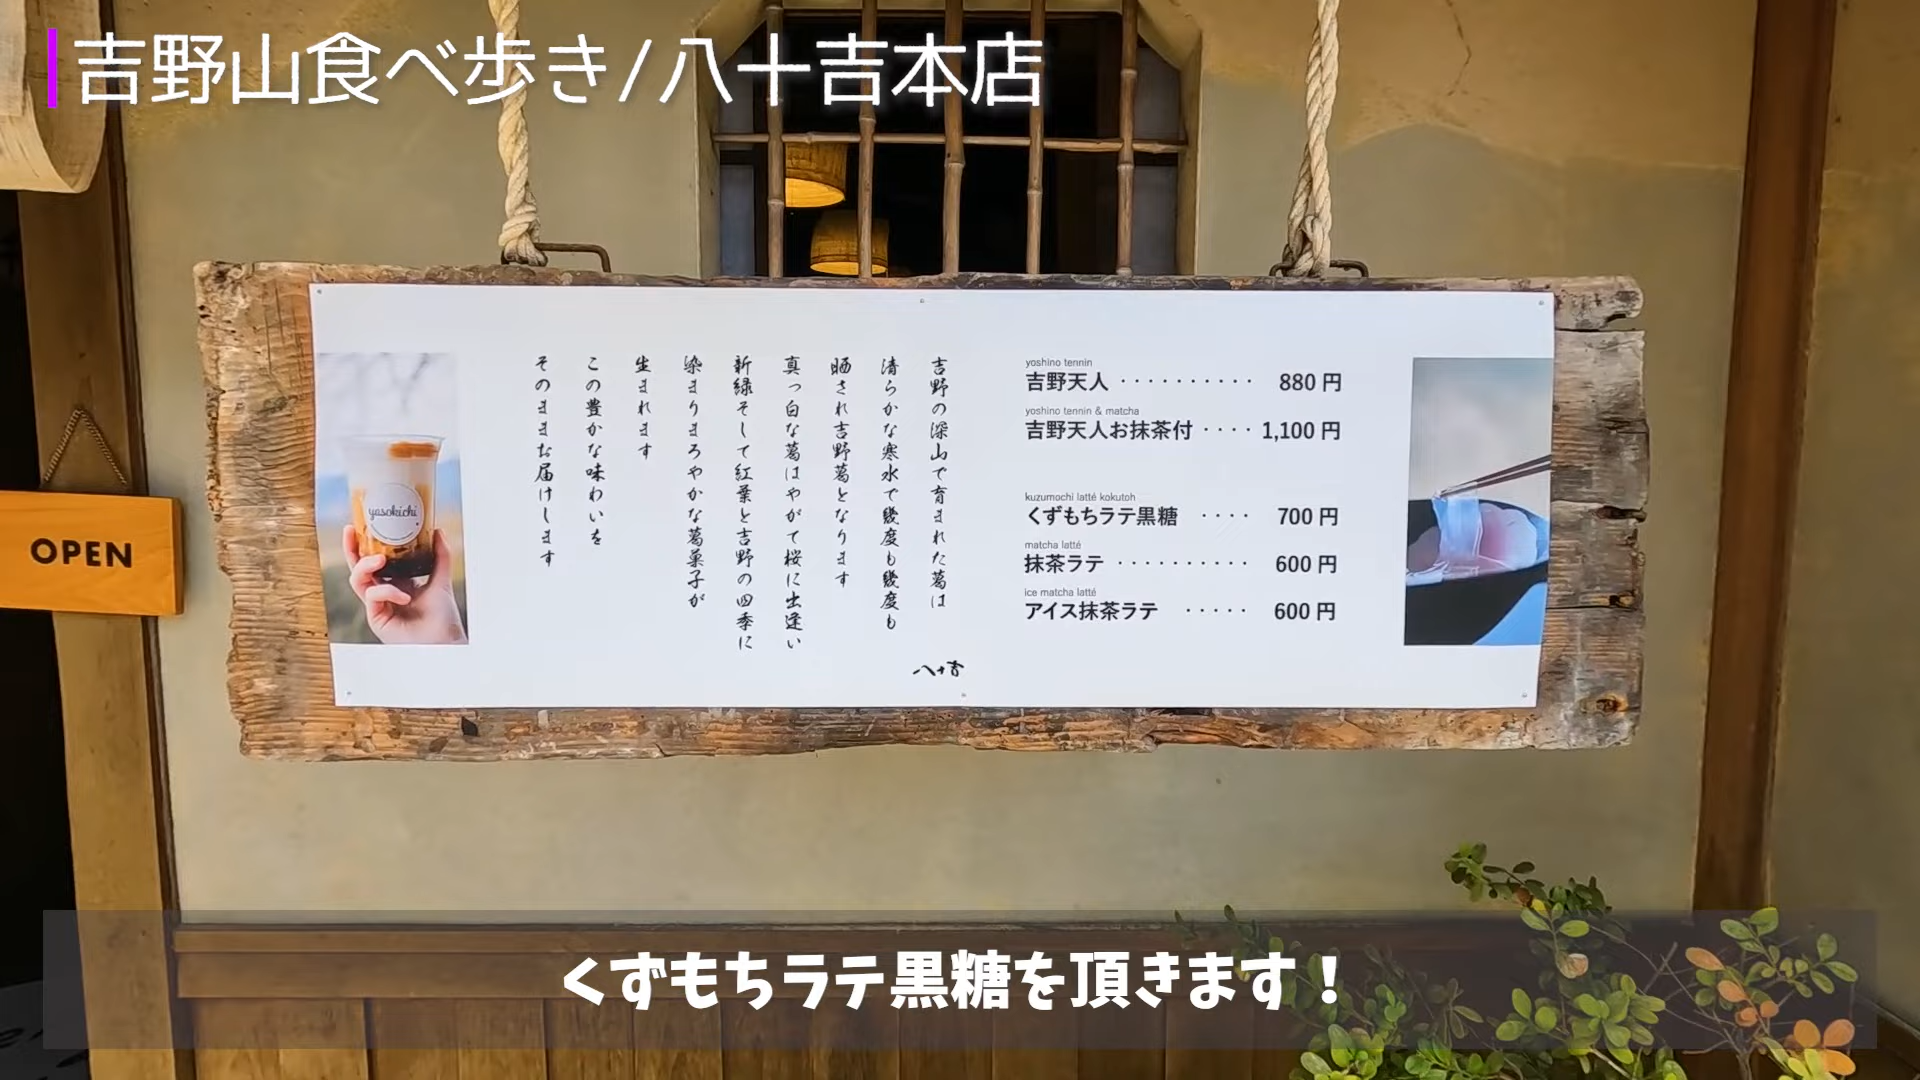 吉野山食べ歩き/八十吉本店
OPEN
yasokichi
吉野の深山で育まれた葛は
清らかな寒水で幾度も幾度も
晒され吉野葛となります
真っ白な葛はやがて桜に出逢い
新緑そして紅葉と吉野の四季に
染まりまろやかな葛菓子が
生まれます
この豊かな味わいを
そのままお届けします
八十吉
yoshino tennin
吉野天人 ・・・・・・・・・・ 880 円
yoshino tennin & matcha
吉野天人お抹茶付 ・・・・ 1,100 円
kuzumochi latté kokutoh
くずもちラテ黒糖 ・・・・ 700 円
matcha latté
抹茶ラテ ・・・・・・・・・・ 600 円
ice matcha latté
アイス抹茶ラテ ・・・・・ 600 円
くずもちラテ黒糖を頂きます！